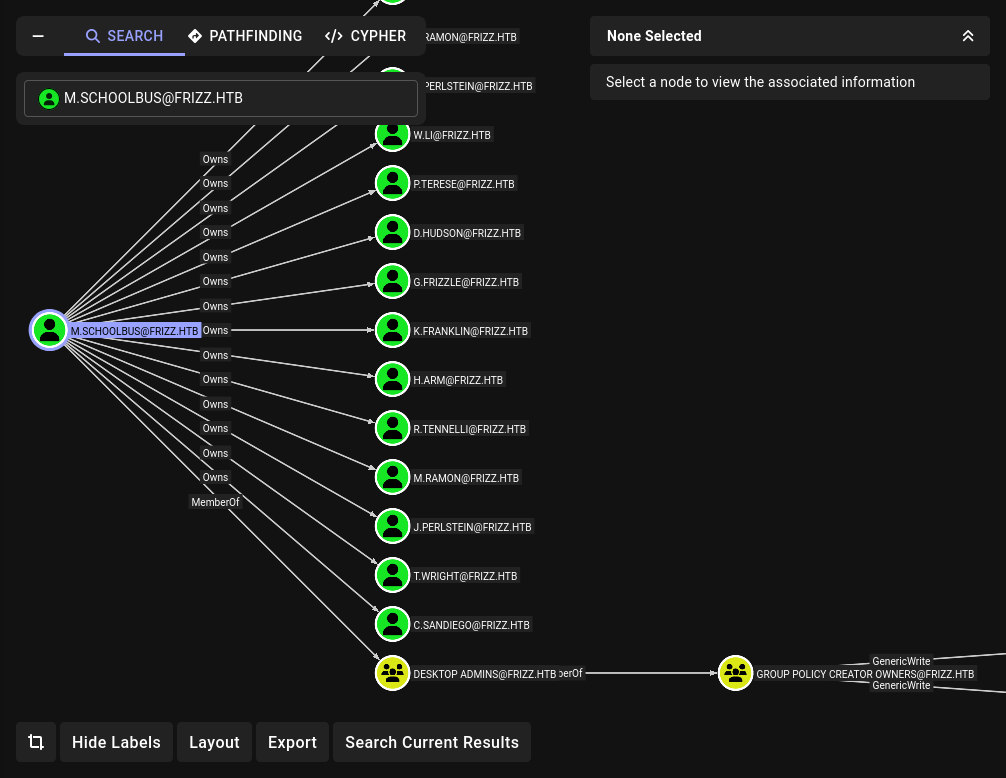 SEARCH
PATHFINDING
CYPHER
M.SCHOOLBUS@FRIZZ.HTB
None Selected
Select a node to view the associated information
RAMON@FRIZZ.HTB
PERLSTEIN@FRIZZ.HTB
W.LI@FRIZZ.HTB
Owns
Owns
P.TERESE@FRIZZ.HTB
Owns
Owns
D.HUDSON@FRIZZ.HTB
Owns
Owns
G.FRIZZLE@FRIZZ.HTB
Owns
M.SCHOOLBUS@FRIZZ.HTB
Owns
K.FRANKLIN@FRIZZ.HTB
Owns
Owns
H.ARM@FRIZZ.HTB
Owns
Owns
R.TENNELLI@FRIZZ.HTB
Owns
Owns
M.RAMON@FRIZZ.HTB
MemberOf
J.PERLSTEIN@FRIZZ.HTB
T.WRIGHT@FRIZZ.HTB
C.SANDIEGO@FRIZZ.HTB
DESKTOP ADMINS@FRIZZ.HTB
berOf
GenericWrite
GROUP POLICY CREATOR OWNERS@FRIZZ.HTB
GenericWrite
Hide Labels
Layout
Export
Search Current Results